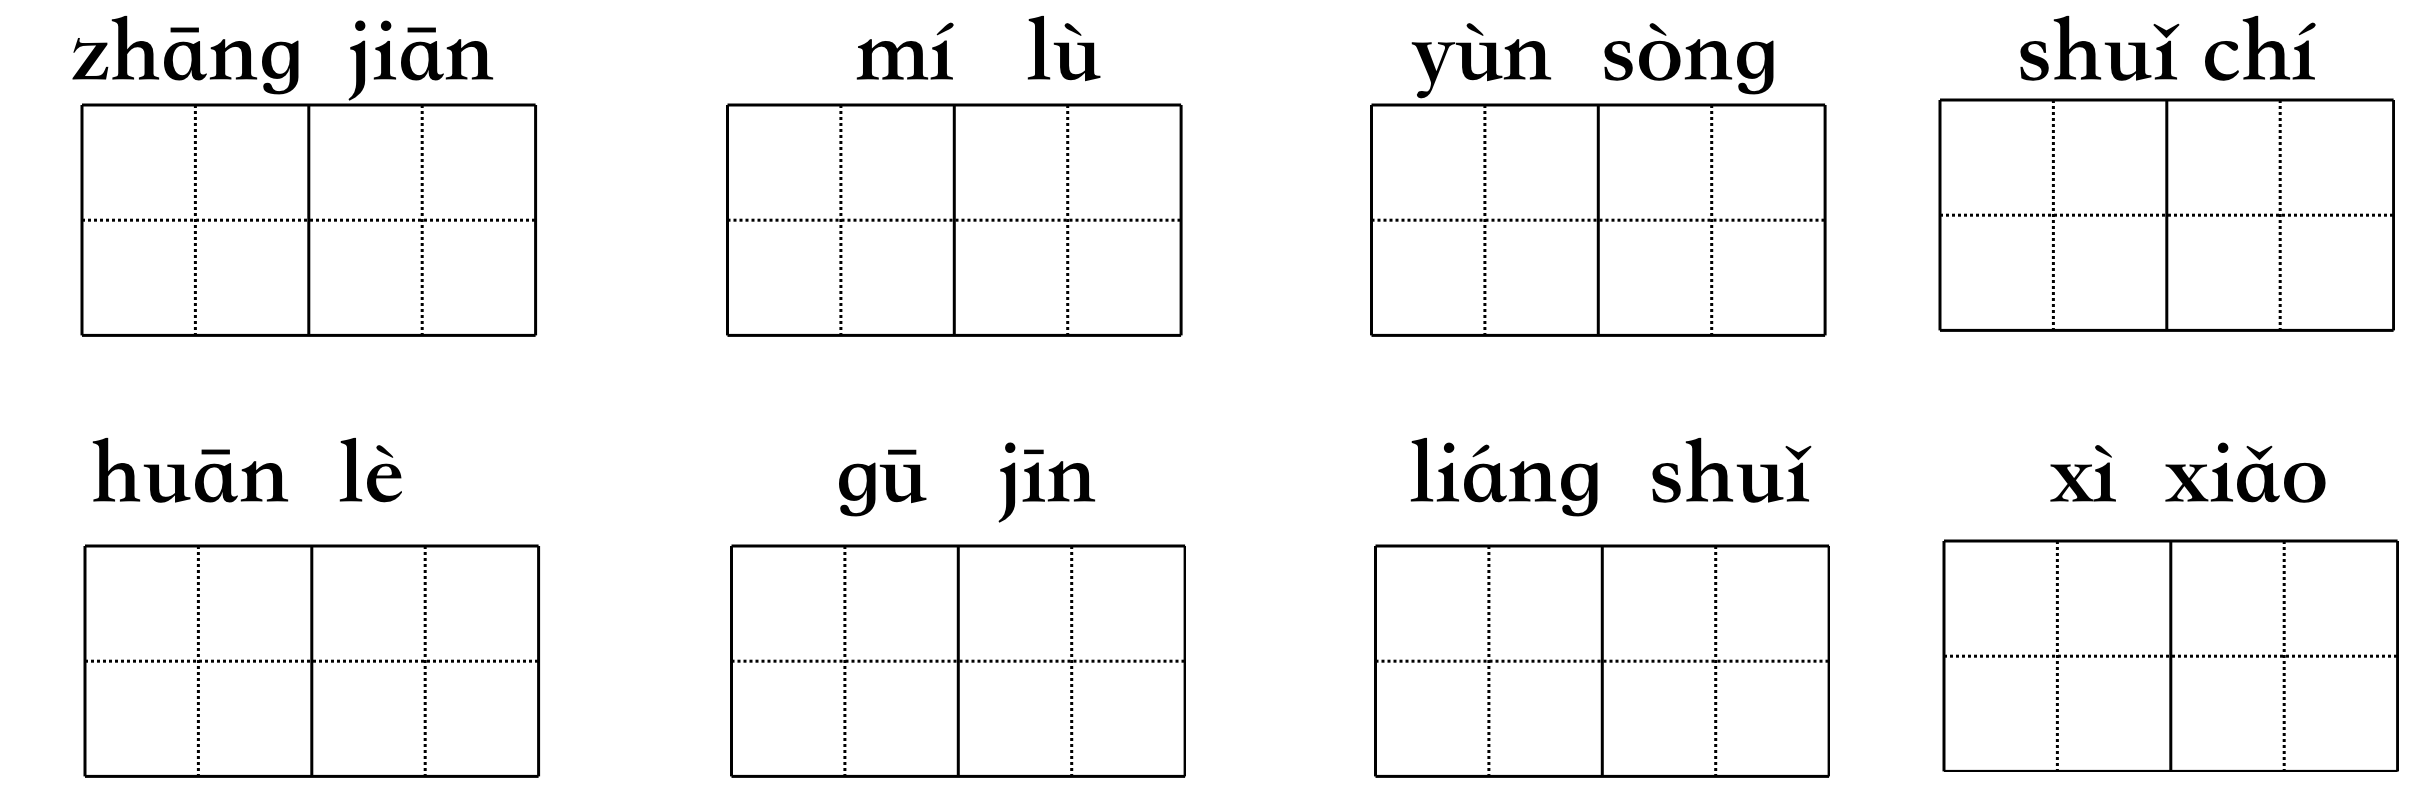 zhāng jiān mí lù yùn sòng shuǐ chí
huān lè gū jīn liáng shuǐ xì xiǎo